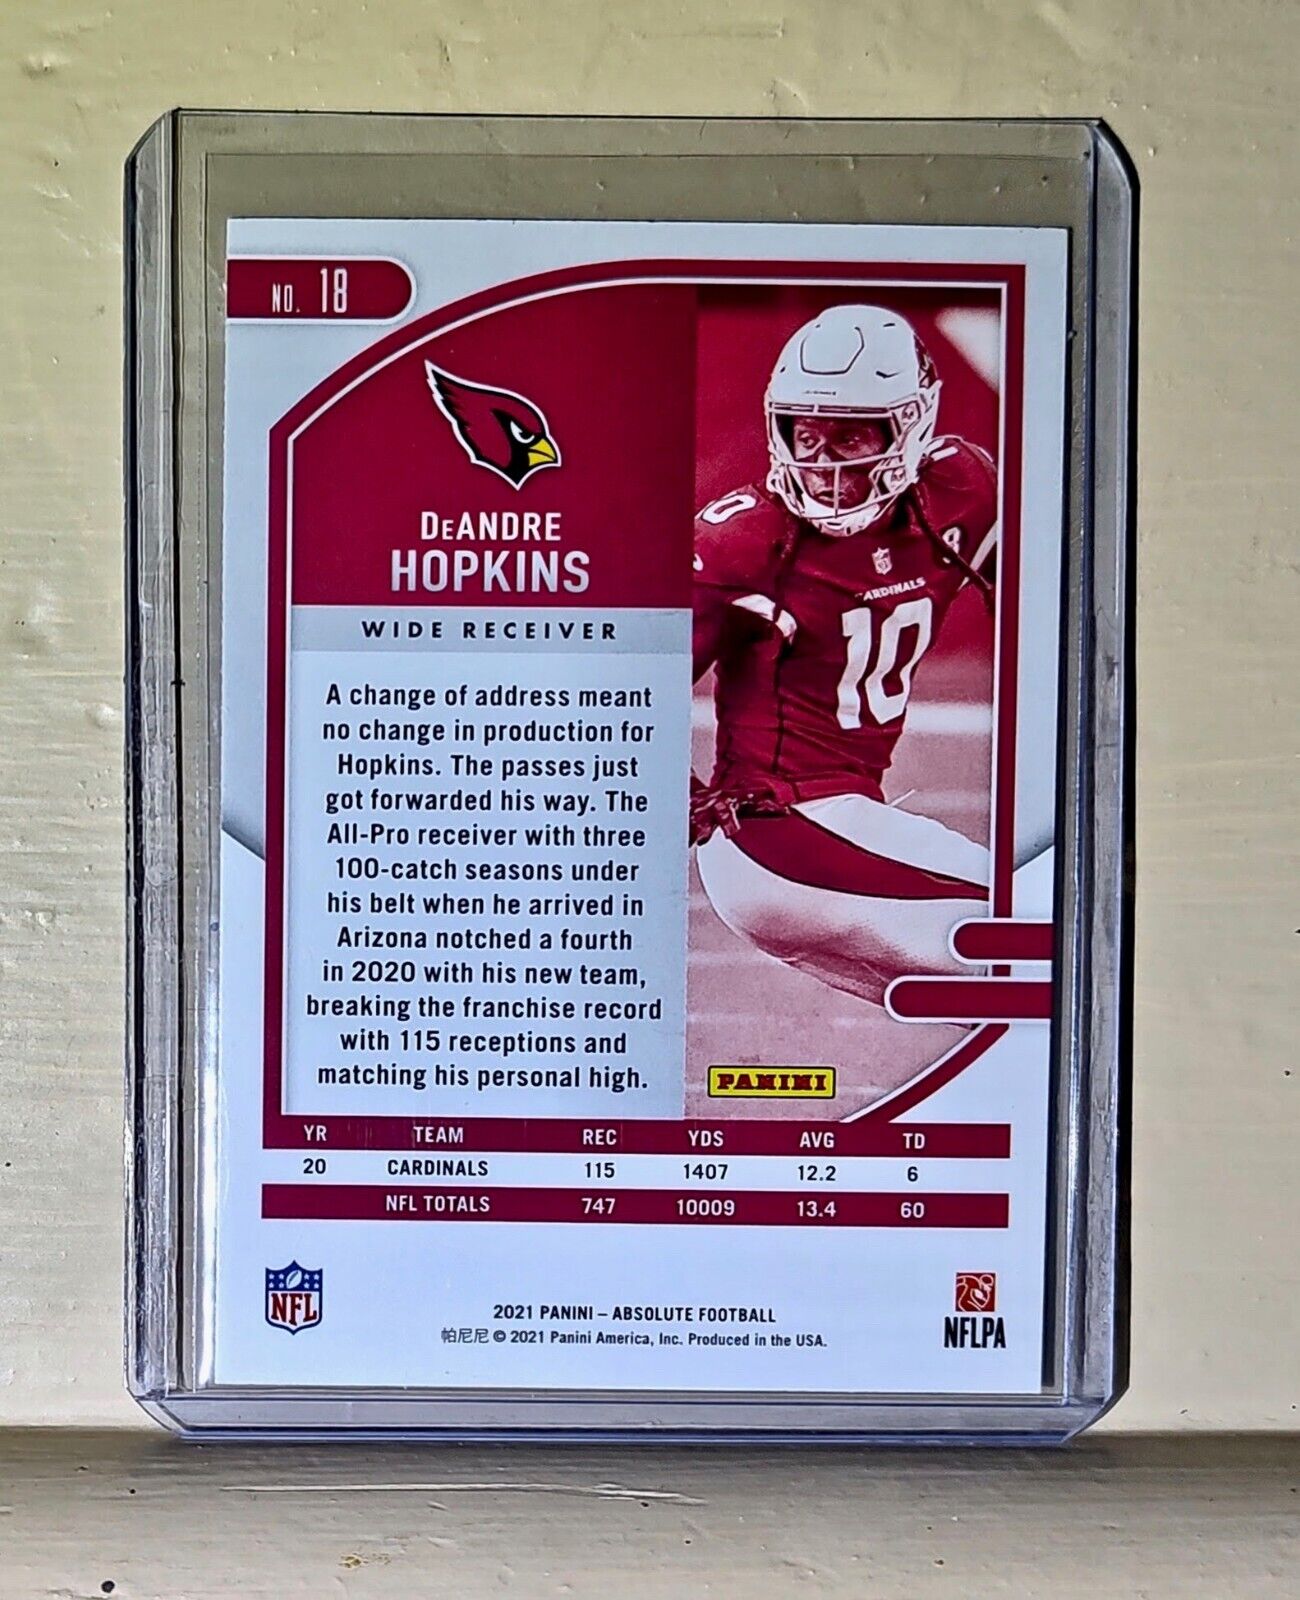 NO. 18
DeANDRE
HOPKINS
WIDE RECEIVER
A change of address meant
no change in production for
Hopkins. The passes just
got forwarded his way. The
All-Pro receiver with three
100-catch seasons under
his belt when he arrived in
Arizona notched a fourth
in 2020 with his new team,
breaking the franchise record
with 115 receptions and
matching his personal high.
10
CARDINALS
10
PANINI
YR TEAM REC YDS AVG TD
20 CARDINALS 115 1407 12.2 6
NFL TOTALS 747 10009 13.4 60
NFL
2021 PANINI – ABSOLUTE FOOTBALL
帕尼尼 © 2021 Panini America, Inc. Produced in the USA.
NFLPA